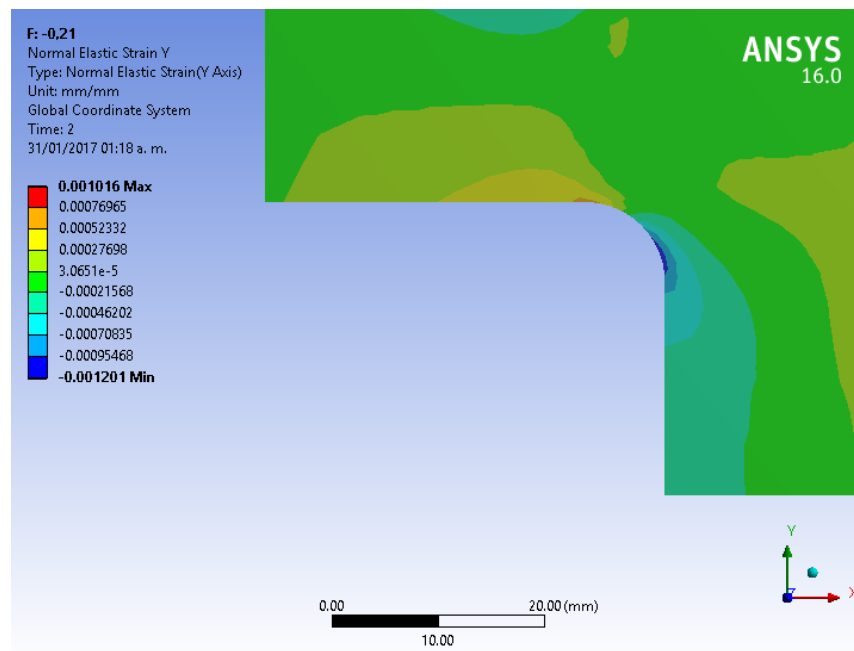 F: -0,21
Normal Elastic Strain Y
Type: Normal Elastic Strain(Y Axis)
Unit: mm/mm
Global Coordinate System
Time: 2
31/01/2017 01:18 a. m.
0.001016 Max
0.00076965
0.00052332
0.00027698
3.0651e-5
-0.00021568
-0.00046202
-0.00070835
-0.00095468
-0.001201 Min
ANSYS
16.0
Y
Z
X
0.00
20.00 (mm)
10.00